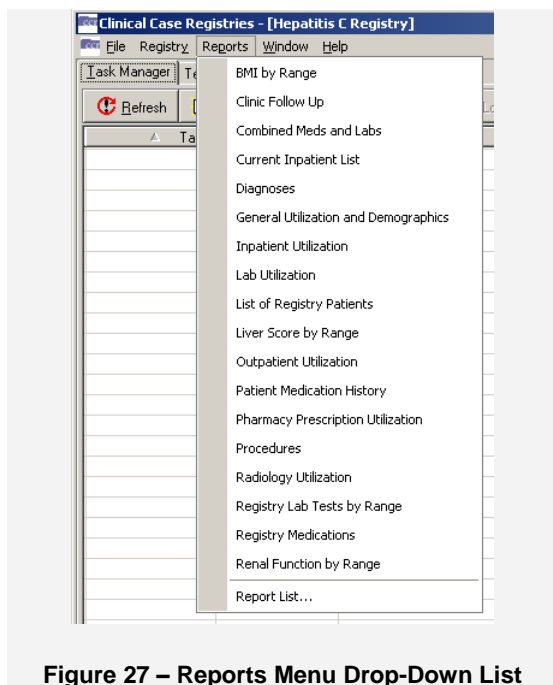 Clinical Case Registries - [Hepatitis C Registry]
File Registry Reports Window Help
Task Manager
Refresh
BMI by Range
Clinic Follow Up
Combined Meds and Labs
Current Inpatient List
Diagnoses
General Utilization and Demographics
Inpatient Utilization
Lab Utilization
List of Registry Patients
Liver Score by Range
Outpatient Utilization
Patient Medication History
Pharmacy Prescription Utilization
Procedures
Radiology Utilization
Registry Lab Tests by Range
Registry Medications
Renal Function by Range
Report List...
Figure 27 – Reports Menu Drop-Down List